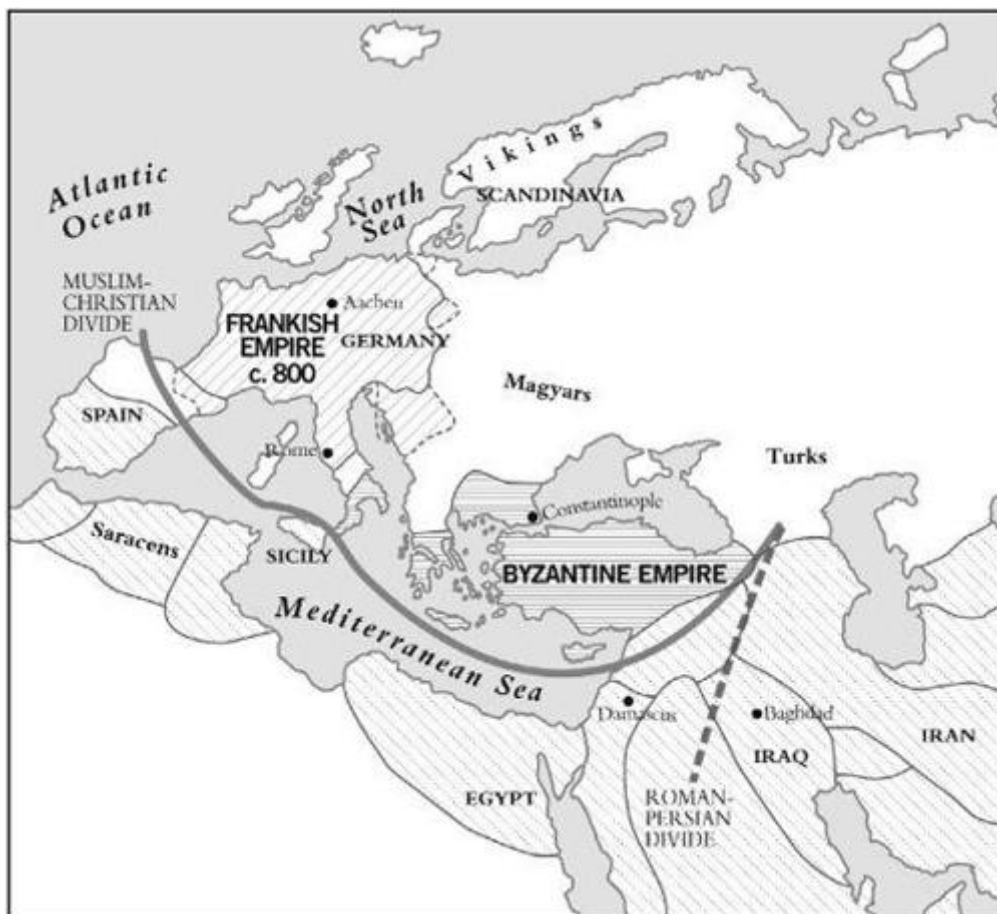 Vikings
SCANDINAVIA
Atlantic
Ocean
North
Sea
MUSLIM-
CHRISTIAN
DIVIDE
Aachen
FRANKISH
EMPIRE
c. 800
GERMANY
Magyars
SPAIN
Rome
Turks
Constantinople
Saracens
SICILY
BYZANTINE EMPIRE
Mediterranean Sea
Damascus
Baghdad
IRAN
IRAQ
EGYPT
ROMAN-
PERSIAN
DIVIDE